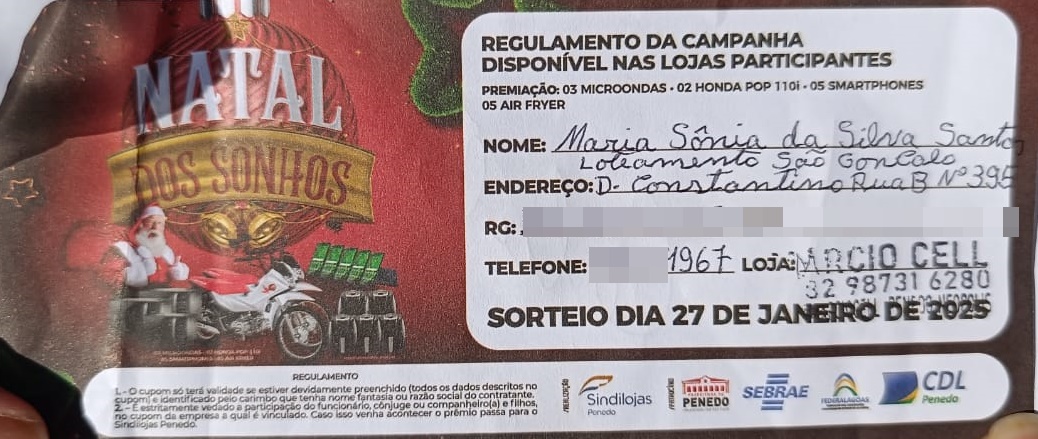 NATAL
DOS SONHOS
REGULAMENTO DA CAMPANHA
DISPONÍVEL NAS LOJAS PARTICIPANTES
PREMIAÇÃO: 03 MICROONDAS • 02 HONDA POP 110i • 05 SMARTPHONES
05 AIR FRYER
NOME: Maria Sônia da Silva Santos
Loteamento São Gonçalo
ENDEREÇO: D. Constantino Rua B Nº 395
RG:
TELEFONE: 1967 LOJA: MARCIO CELL
82 98731 6280
SORTEIO DIA 27 DE JANEIRO DE 2025
REGULAMENTO
1.- O cupom só terá validade se estiver devidamente preenchido (todos os dados descritos no
cupom) e identificado pelo carimbo que tenha nome fantasia ou razão social do contratante.
2.- É estritamente vedado a participação do funcionário, cônjuge ou companheiro(a) e filhos,
no cupom da empresa a qual é vinculado. Caso isso venha acontecer o prêmio passa para o
Sindilojas Penedo.
REALIZAÇÃO
Sindilojas
Penedo
PENEDO
SEBRAE
FEDERALAGOAS
CDL
Penedo